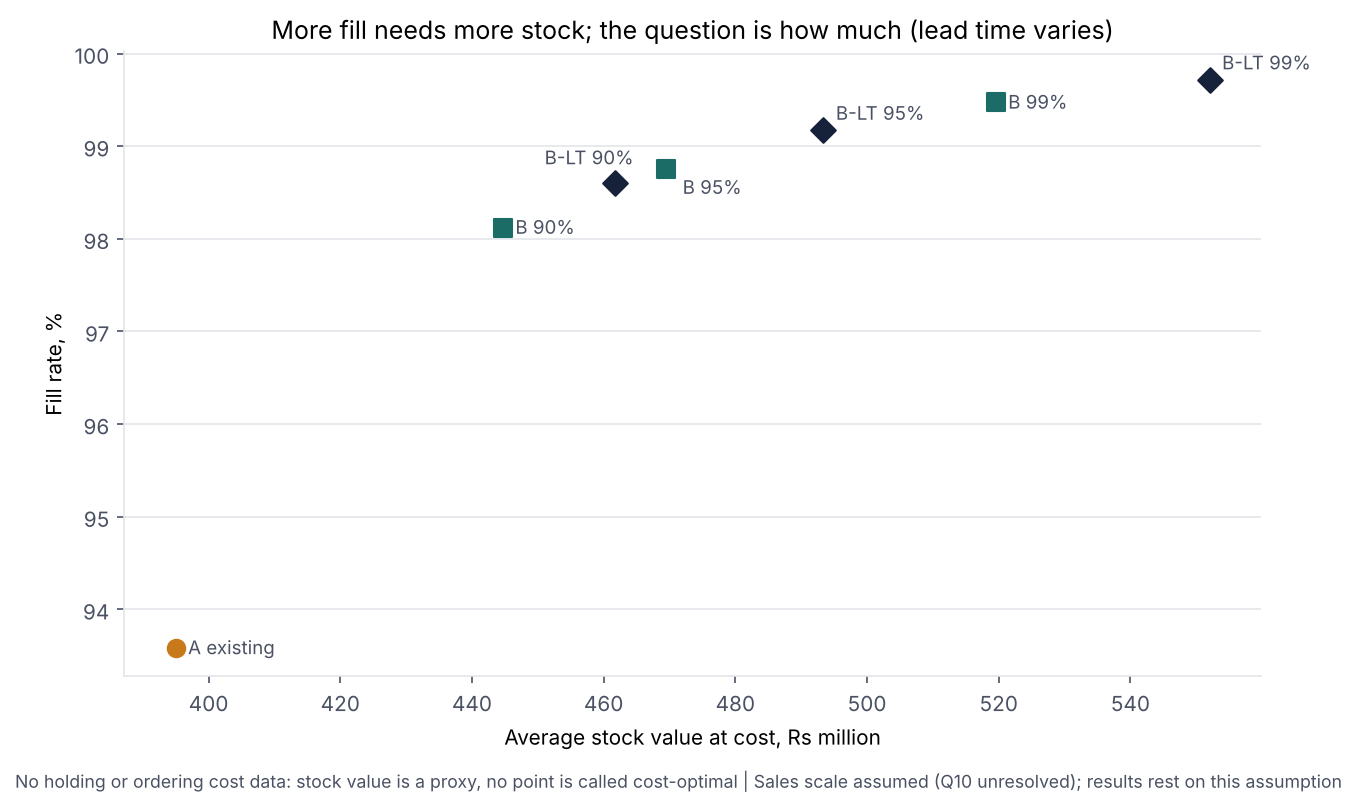 More fill needs more stock; the question is how much (lead time varies)
100
99
98
97
96
95
94
Fill rate, %
B-LT 99%
B 99%
B-LT 95%
B-LT 90%
B 95%
B 90%
A existing
400 420 440 460 480 500 520 540
Average stock value at cost, Rs million
No holding or ordering cost data: stock value is a proxy, no point is called cost-optimal | Sales scale assumed (Q10 unresolved); results rest on this assumption